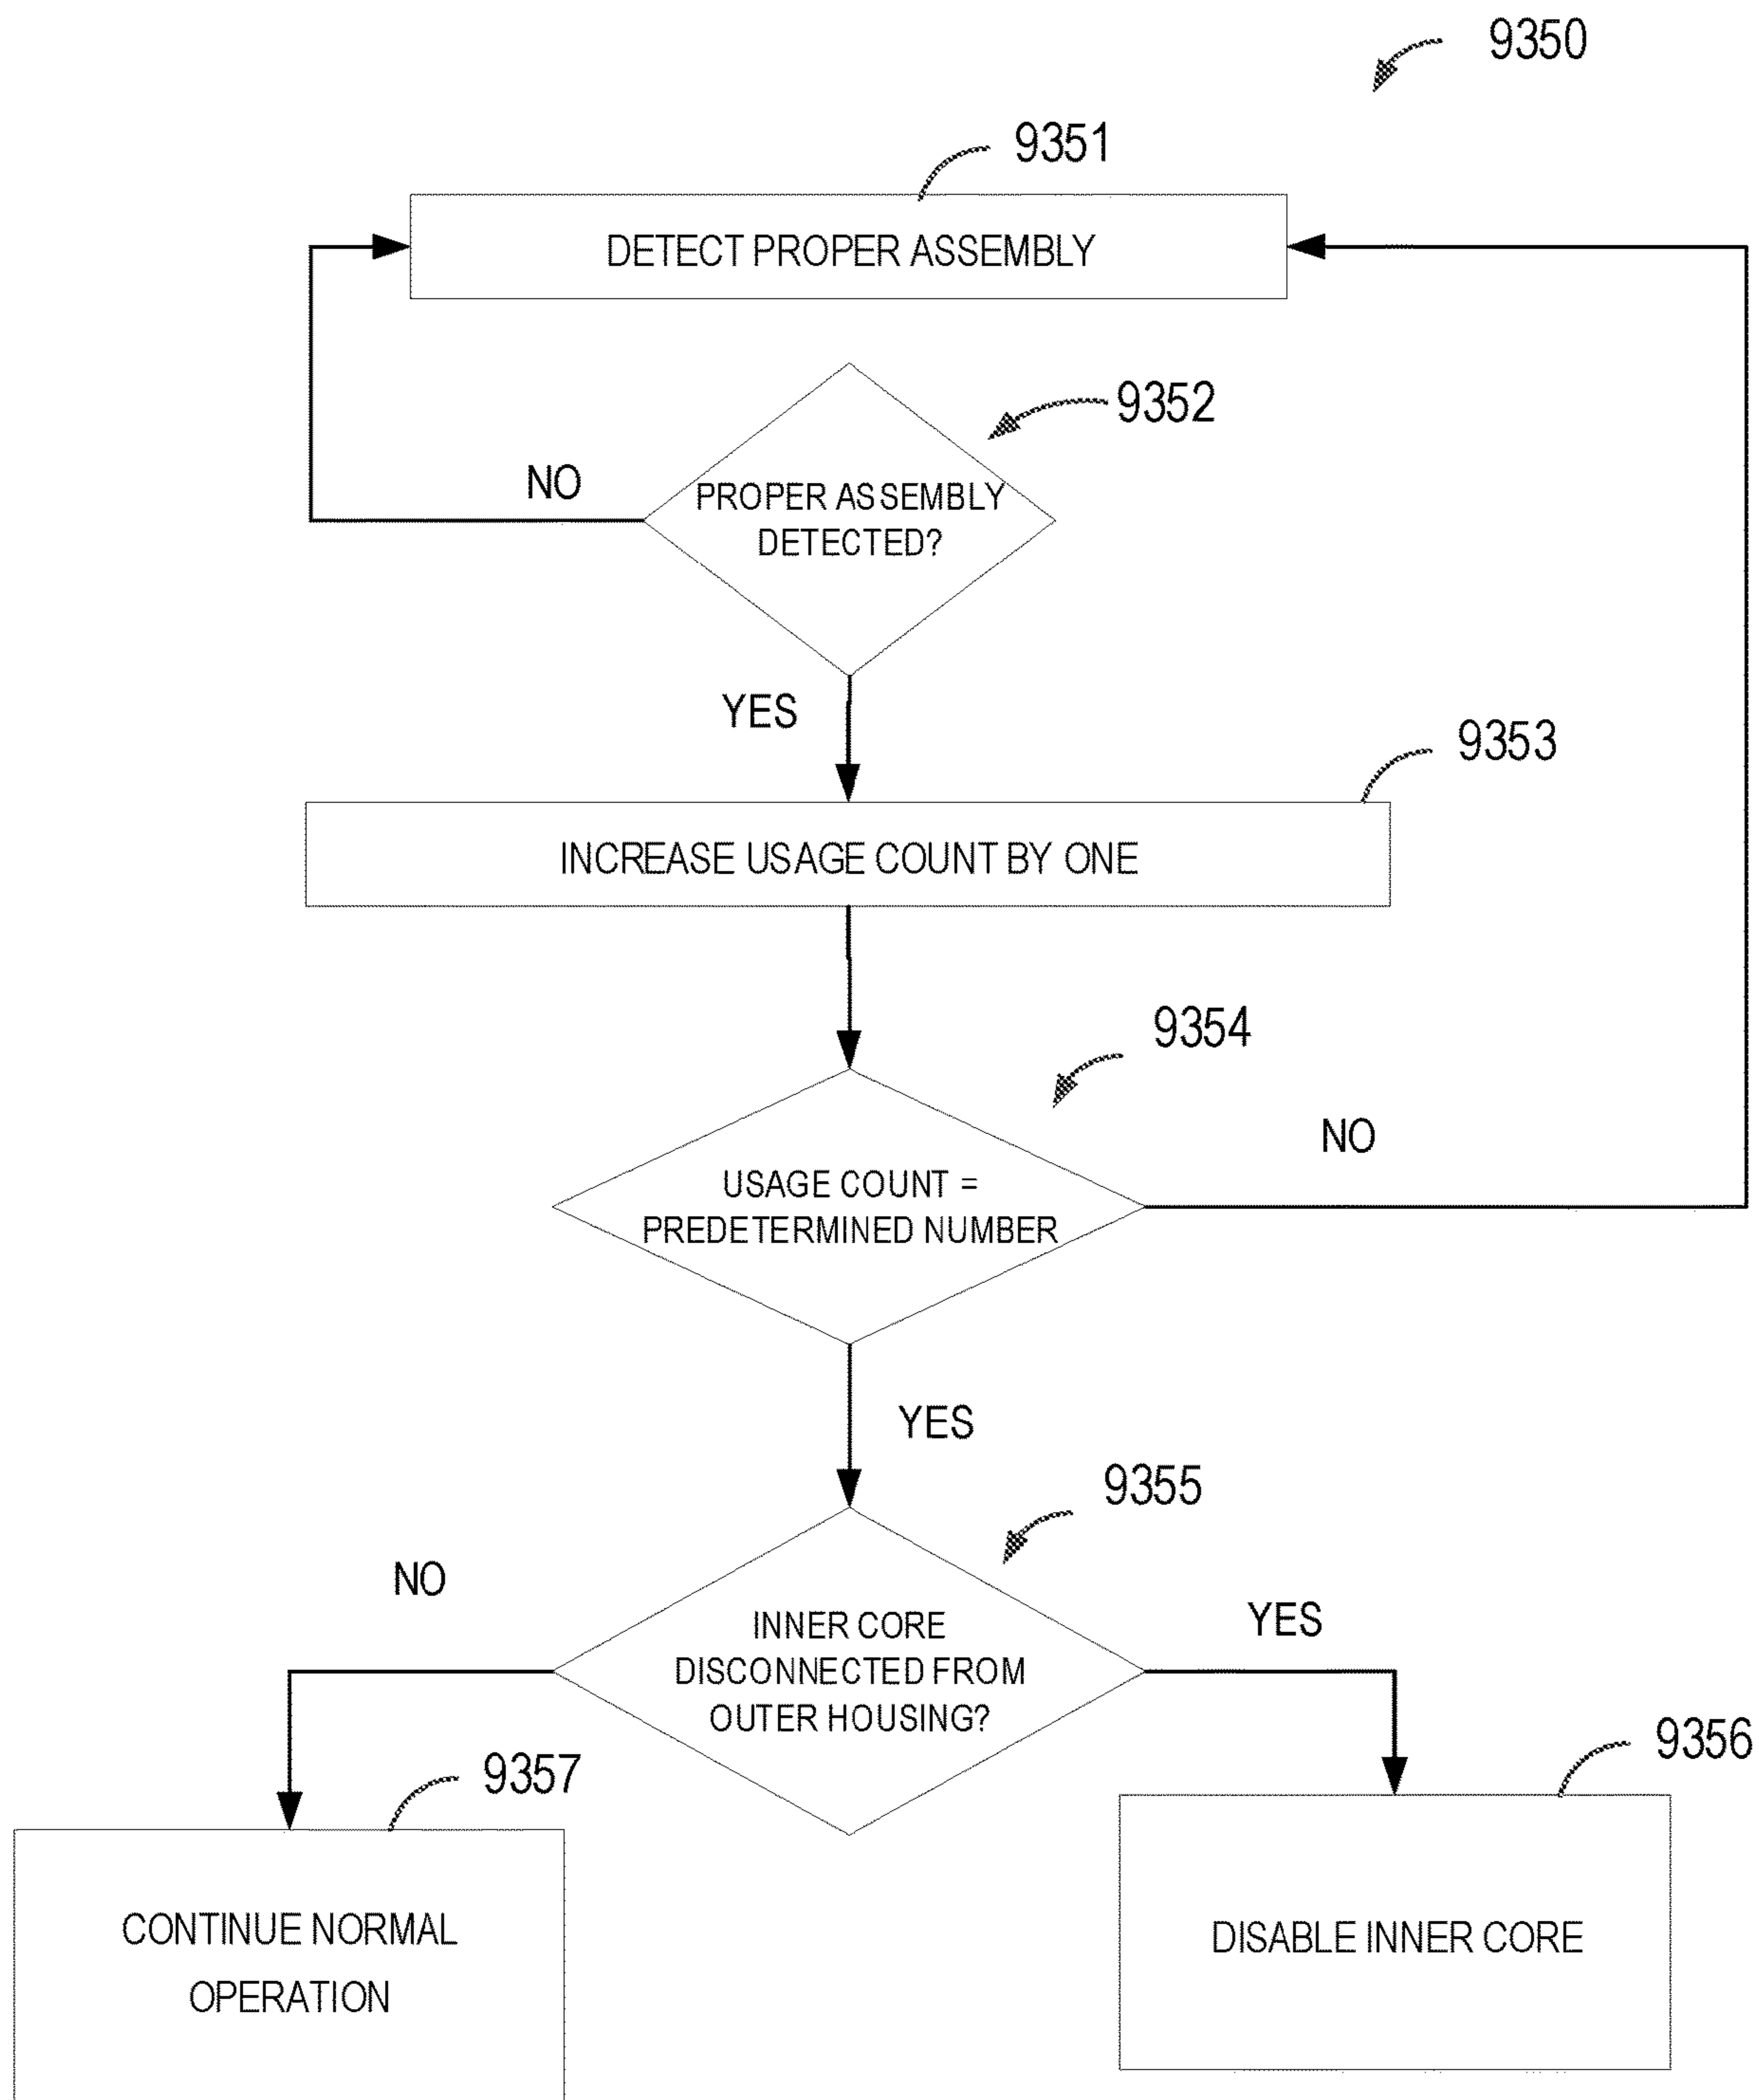 9350
9351
DETECT PROPER ASSEMBLY
9352
NO
PROPER ASSEMBLY
DETECTED?
YES
9353
INCREASE USAGE COUNT BY ONE
9354
NO
USAGE COUNT =
PREDETERMINED NUMBER
YES
9355
NO
YES
INNER CORE
DISCONNECTED FROM
OUTER HOUSING?
9356
9357
CONTINUE NORMAL
OPERATION
DISABLE INNER CORE